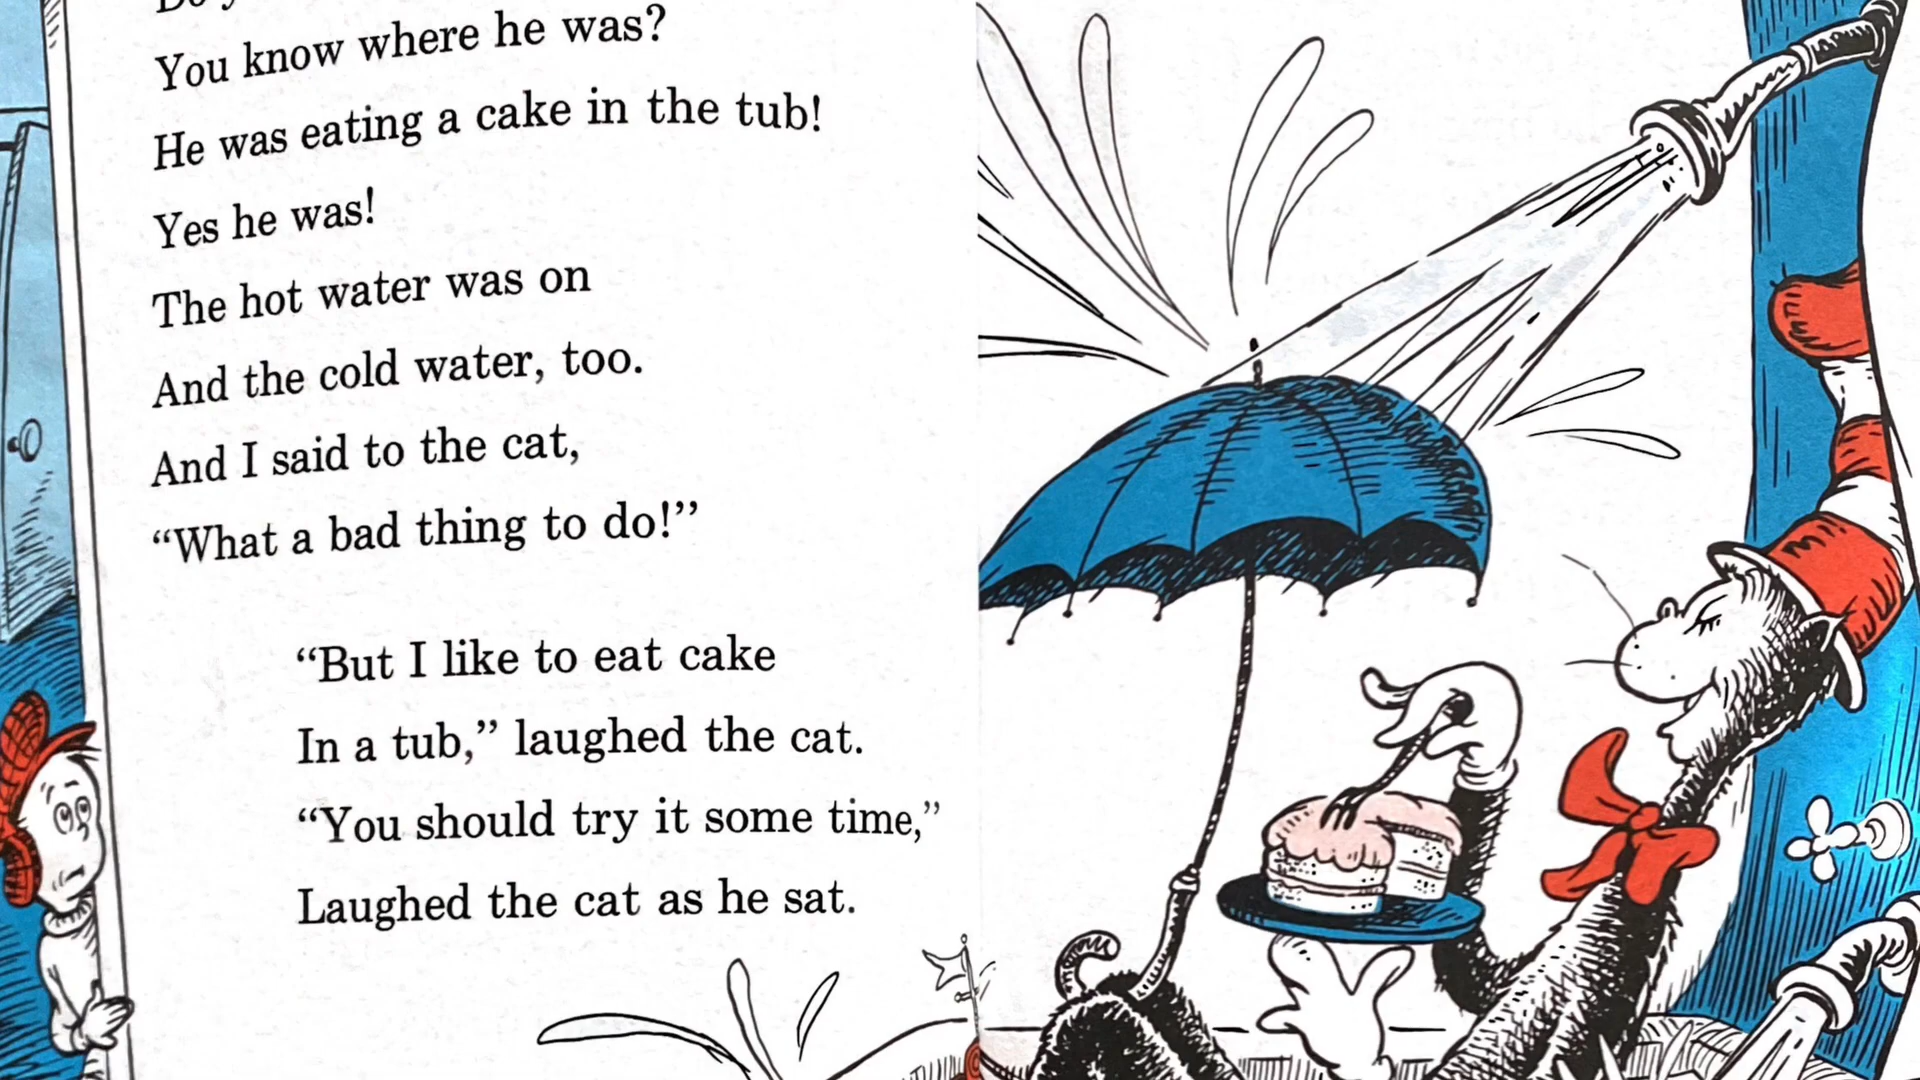 You know where he was?
He was eating a cake in the tub!
Yes he was!
The hot water was on
And the cold water, too.
And I said to the cat,
“What a bad thing to do!”
“But I like to eat cake
In a tub,” laughed the cat.
“You should try it some time,”
Laughed the cat as he sat.